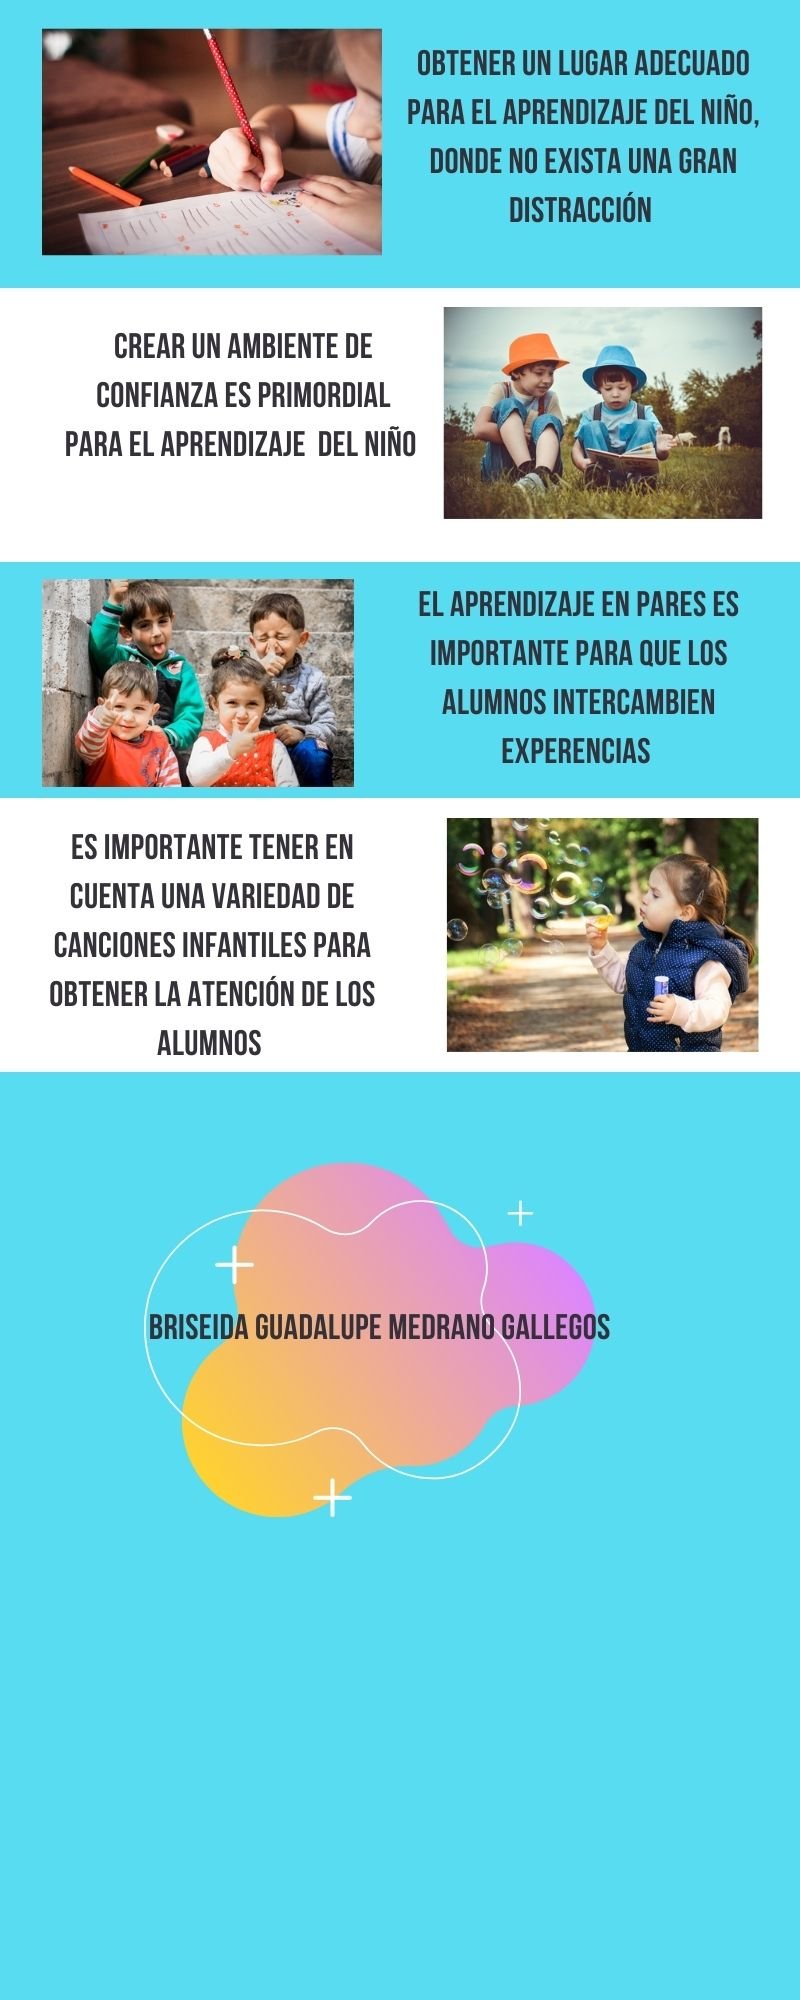 OBTENER UN LUGAR ADECUADO
PARA EL APRENDIZAJE DEL NIÑO,
DONDE NO EXISTA UNA GRAN
DISTRACCIÓN
CREAR UN AMBIENTE DE
CONFIANZA ES PRIMORDIAL
PARA EL APRENDIZAJE DEL NIÑO
EL APRENDIZAJE EN PARES ES
IMPORTANTE PARA QUE LOS
ALUMNOS INTERCAMBIEN
EXPERENCIAS
ES IMPORTANTE TENER EN
CUENTA UNA VARIEDAD DE
CANCIONES INFANTILES PARA
OBTENER LA ATENCIÓN DE LOS
ALUMNOS
BRISEIDA GUADALUPE MEDRANO GALLEGOS